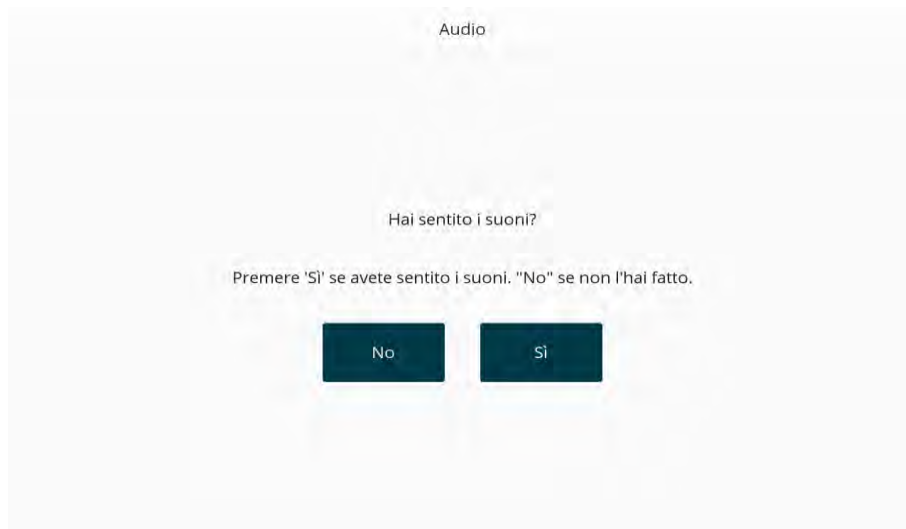 Audio
Hai sentito i suoni?
Premere 'Sì' se avete sentito i suoni. "No" se non l'hai fatto.
No
Sì